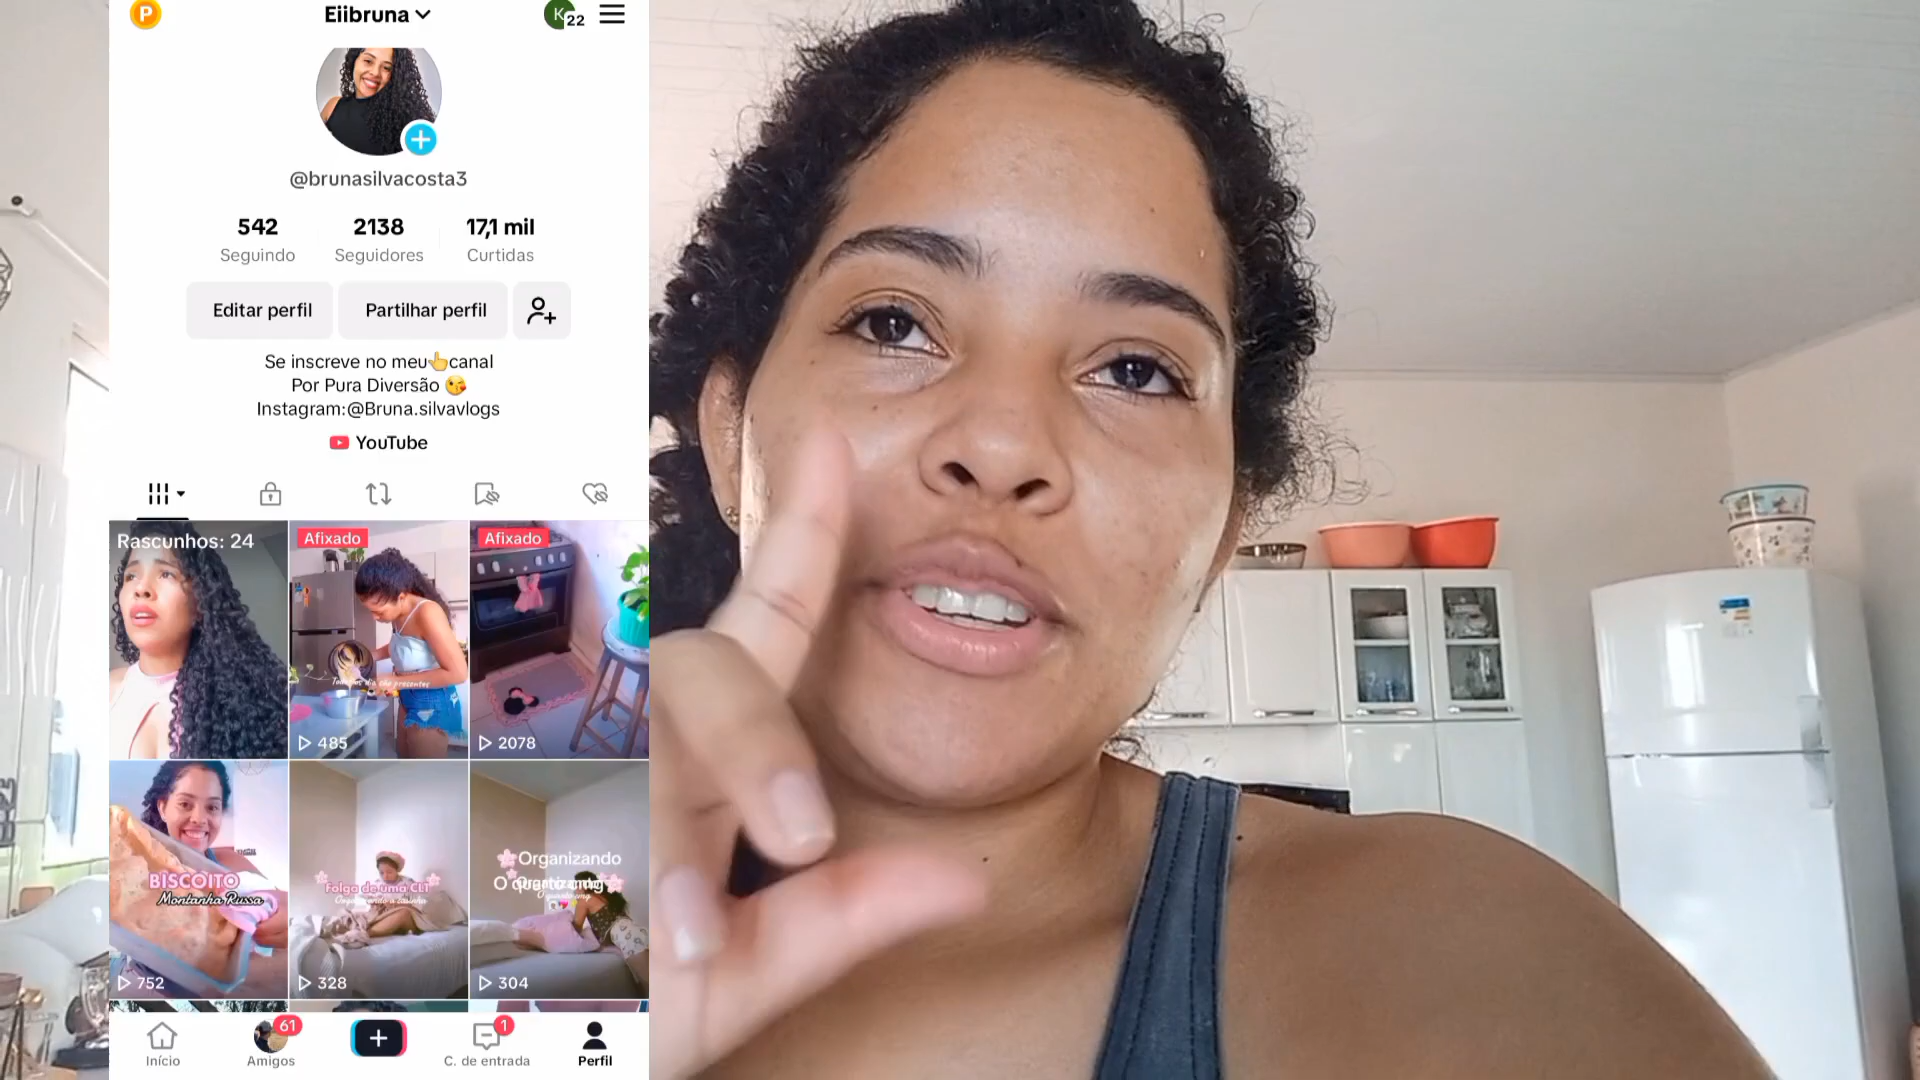 P
Eiibruna
K
22
@brunasilvacosta3
542
2138
17,1 mil
Seguindo
Seguidores
Curtidas
Editar perfil
Partilhar perfil
Se inscreve no meu👆canal
Por Pura Diversão 😘
Instagram:@Bruna.silvavlogs
YouTube
Rascunhos: 24
Afixado
Afixado
485
2078
BISCOITO
Montanha Russa
Folga de uma CLT
Organizando a casinha
🌸Organizando
752
328
304
61
1
Início
Amigos
C. de entrada
Perfil